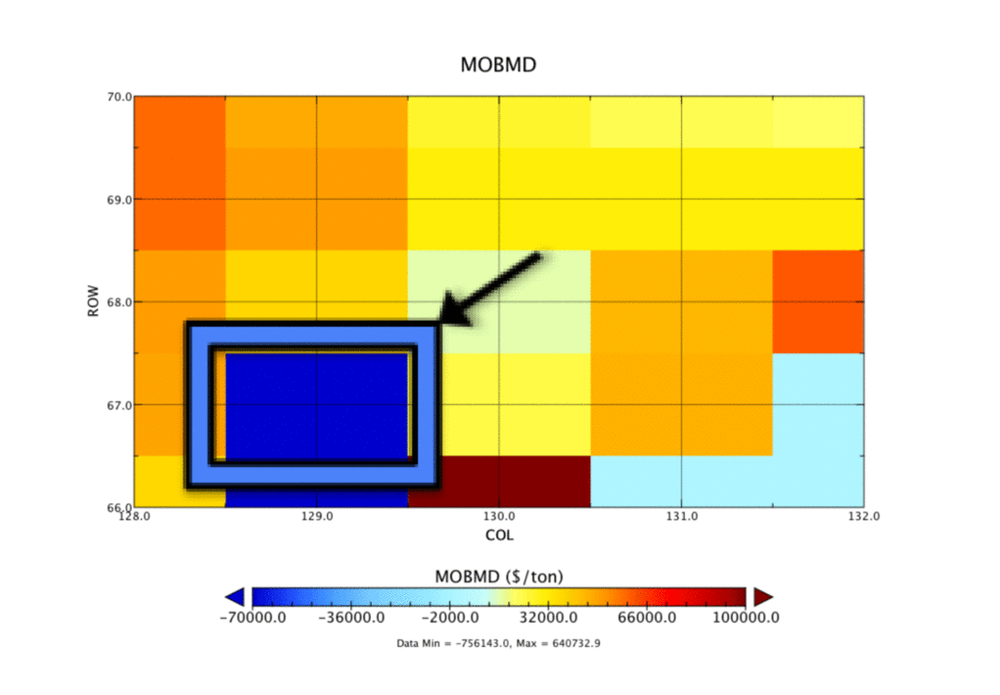 MOBMD
70.0
69.0
68.0
67.0
66.0
ROW
128.0 129.0 130.0 131.0 132.0
COL
MOBMD ($/ton)
-70000.0 -36000.0 -2000.0 32000.0 66000.0 100000.0
Data Min = -756143.0, Max = 640732.9